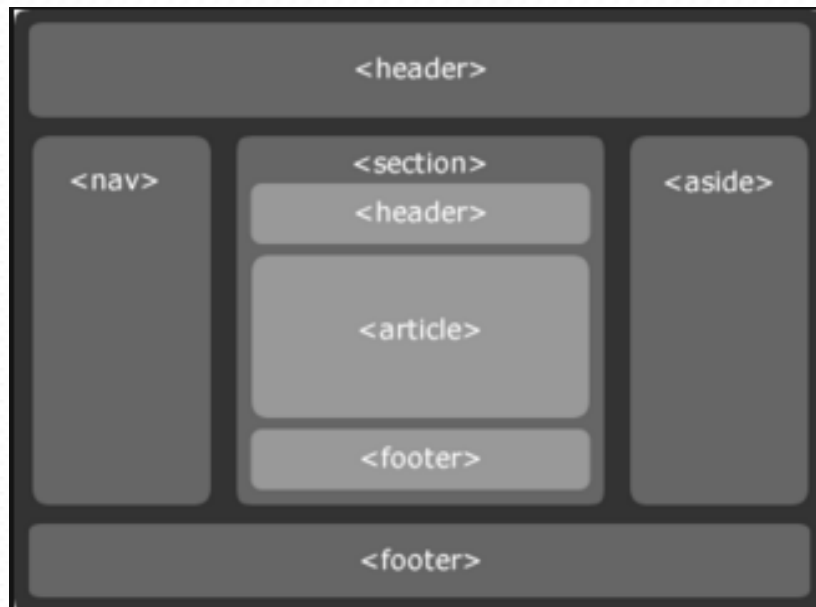 <header>
<nav>
<section>
<header>
<article>
<footer>
<aside>
<footer>